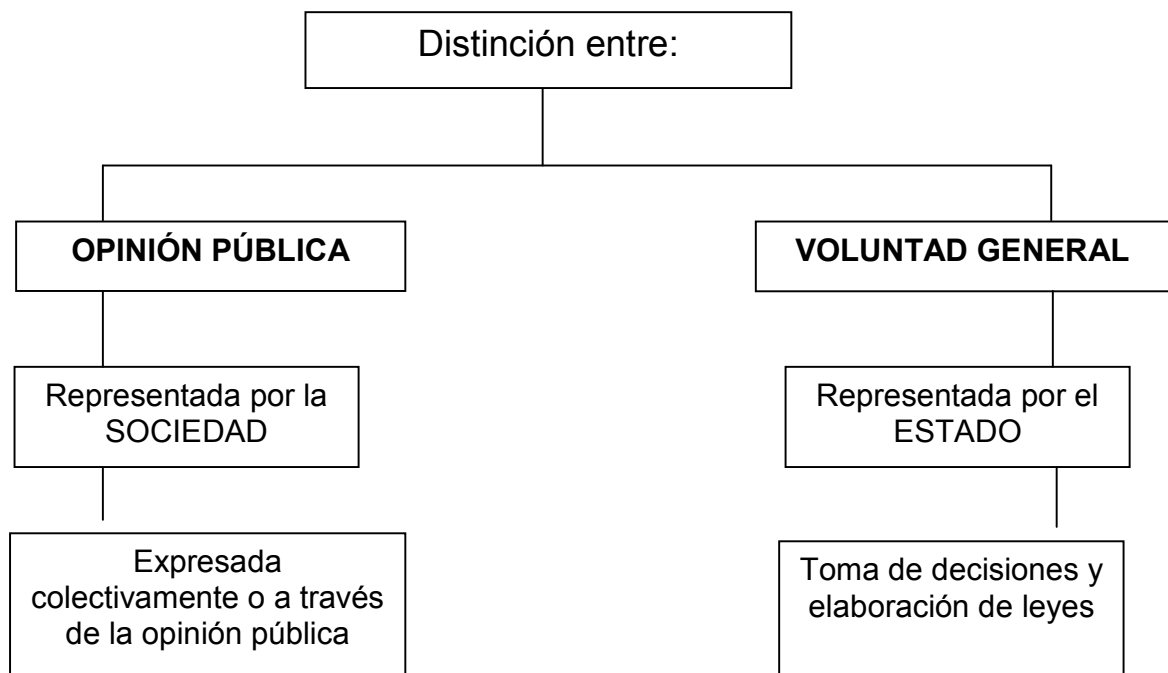 Distinción entre:
OPINIÓN PÚBLICA
VOLUNTAD GENERAL
Representada por la
SOCIEDAD
Representada por el
ESTADO
Expresada
colectivamente o a través
de la opinión pública
Toma de decisiones y
elaboración de leyes